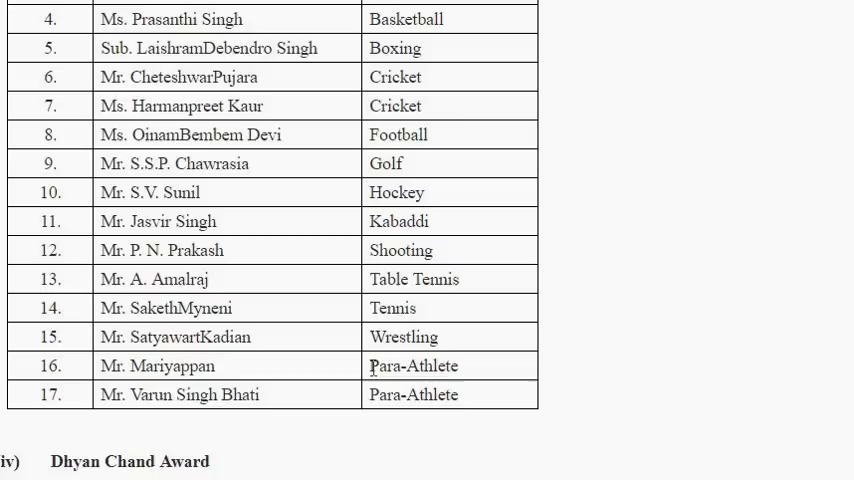 4. Ms. Prasanthi Singh Basketball
5. Sub. LaishramDebendro Singh Boxing
6. Mr. CheteshwarPujara Cricket
7. Ms. Harmanpreet Kaur Cricket
8. Ms. OinamBembem Devi Football
9. Mr. S.S.P. Chawrasia Golf
10. Mr. S.V. Sunil Hockey
11. Mr. Jasvir Singh Kabaddi
12. Mr. P. N. Prakash Shooting
13. Mr. A. Amalraj Table Tennis
14. Mr. SakethMyneni Tennis
15. Mr. SatyawartKadian Wrestling
16. Mr. Mariyappan Para-Athlete
17. Mr. Varun Singh Bhati Para-Athlete
iv) Dhyan Chand Award